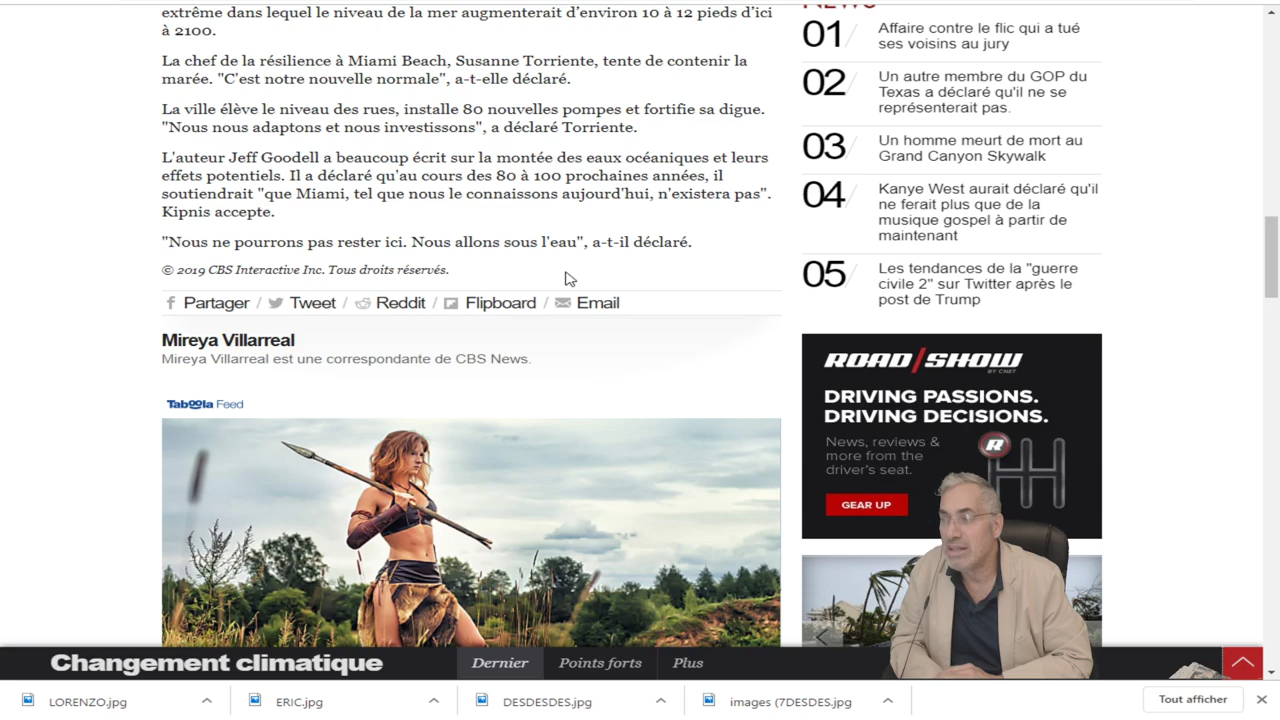 extrême dans lequel le niveau de la mer augmenterait d'environ 10 à 12 pieds d'ici
à 2100.
La chef de la résilience à Miami Beach, Susanne Torriente, tente de contenir la
marée. "C'est notre nouvelle normale", a-t-elle déclaré.
La ville élève le niveau des rues, installe 80 nouvelles pompes et fortifie sa digue.
"Nous nous adaptons et nous investissons", a déclaré Torriente.
L'auteur Jeff Goodell a beaucoup écrit sur la montée des eaux océaniques et leurs
effets potentiels. Il a déclaré qu'au cours des 80 à 100 prochaines années, il
soutiendrait "que Miami, tel que nous le connaissons aujourd'hui, n'existera pas".
Kipnis accepte.
"Nous ne pourrons pas rester ici. Nous allons sous l'eau", a-t-il déclaré.
© 2019 CBS Interactive Inc. Tous droits réservés.
Partager / Tweet / Reddit / Flipboard / Email
Mireya Villarreal
Mireya Villarreal est une correspondante de CBS News.
Taboola Feed
NEWS
01 Affaire contre le flic qui a tué
ses voisins au jury
02 Un autre membre du GOP du
Texas a déclaré qu'il ne se
représenterait pas.
03 Un homme meurt de mort au
Grand Canyon Skywalk
04 Kanye West aurait déclaré qu'il
ne ferait plus que de la
musique gospel à partir de
maintenant
05 Les tendances de la "guerre
civile 2" sur Twitter après le
post de Trump
ROAD/SHOW
BY CNET
DRIVING PASSIONS.
DRIVING DECISIONS.
News, reviews &
more from the
driver's seat.
R
GEAR UP
Changement climatique
Dernier Points forts Plus
LORENZO.jpg ERIC.jpg DESDESDES.jpg images (7DESDES.jpg Tout afficher